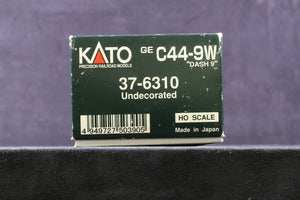 KATO
PRECISION RAILROAD MODELS
GE C44-9W
"DASH 9"
37-6310
Undecorated
4 949727 503905
HO SCALE
Made in Japan